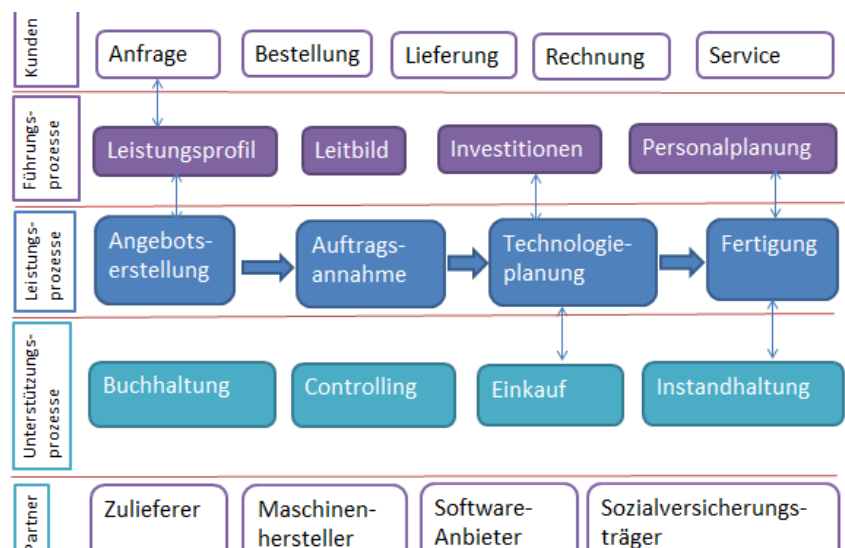 Kunden
Anfrage
Bestellung
Lieferung
Rechnung
Service
Führungs-
prozesse
Leistungsprofil
Leitbild
Investitionen
Personalplanung
Leistungs-
prozesse
Angebots-
erstellung
Auftrags-
annahme
Technologie-
planung
Fertigung
Unterstützungs-
prozesse
Buchhaltung
Controlling
Einkauf
Instandhaltung
Partner
Zulieferer
Maschinen-
hersteller
Software-
Anbieter
Sozialversicherungs-
träger